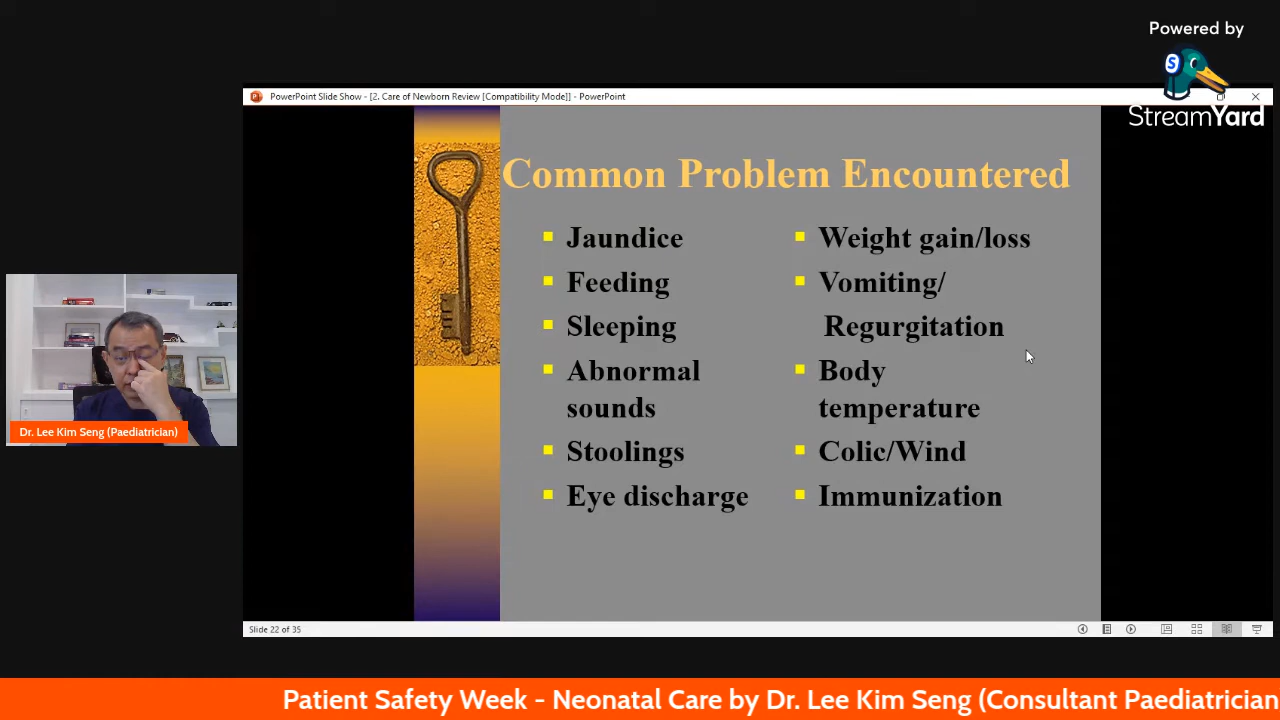 Powered by
S
StreamYard
PowerPoint Slide Show - [2. Care of Newborn Review [Compatibility Mode]] - PowerPoint
Common Problem Encountered
Jaundice
Feeding
Sleeping
Abnormal
sounds
Stoolings
Eye discharge
Weight gain/loss
Vomiting/
Regurgitation
Body
temperature
Colic/Wind
Immunization
Dr. Lee Kim Seng (Paediatrician)
Slide 22 of 35
Patient Safety Week - Neonatal Care by Dr. Lee Kim Seng (Consultant Paediatrician